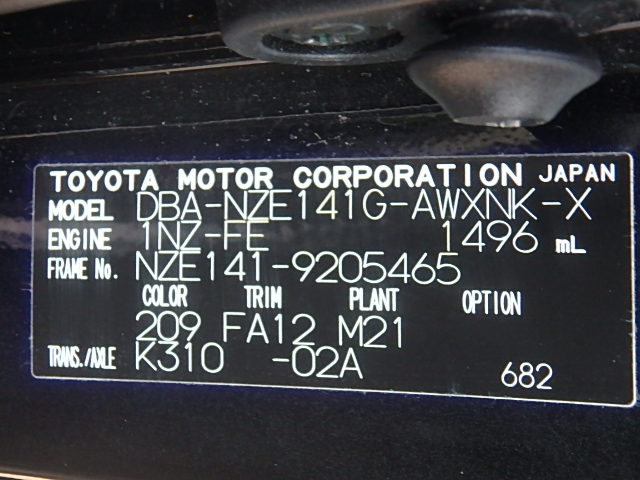 TOYOTA MOTOR CORPORATION JAPAN
MODEL DBA-NZE141G-AWXNK-X
ENGINE 1NZ-FE 1496 mL
FRAME No. NZE141-9205465
COLOR TRIM PLANT OPTION
209 FA12 M21
TRANS./AXLE K310 -02A
682